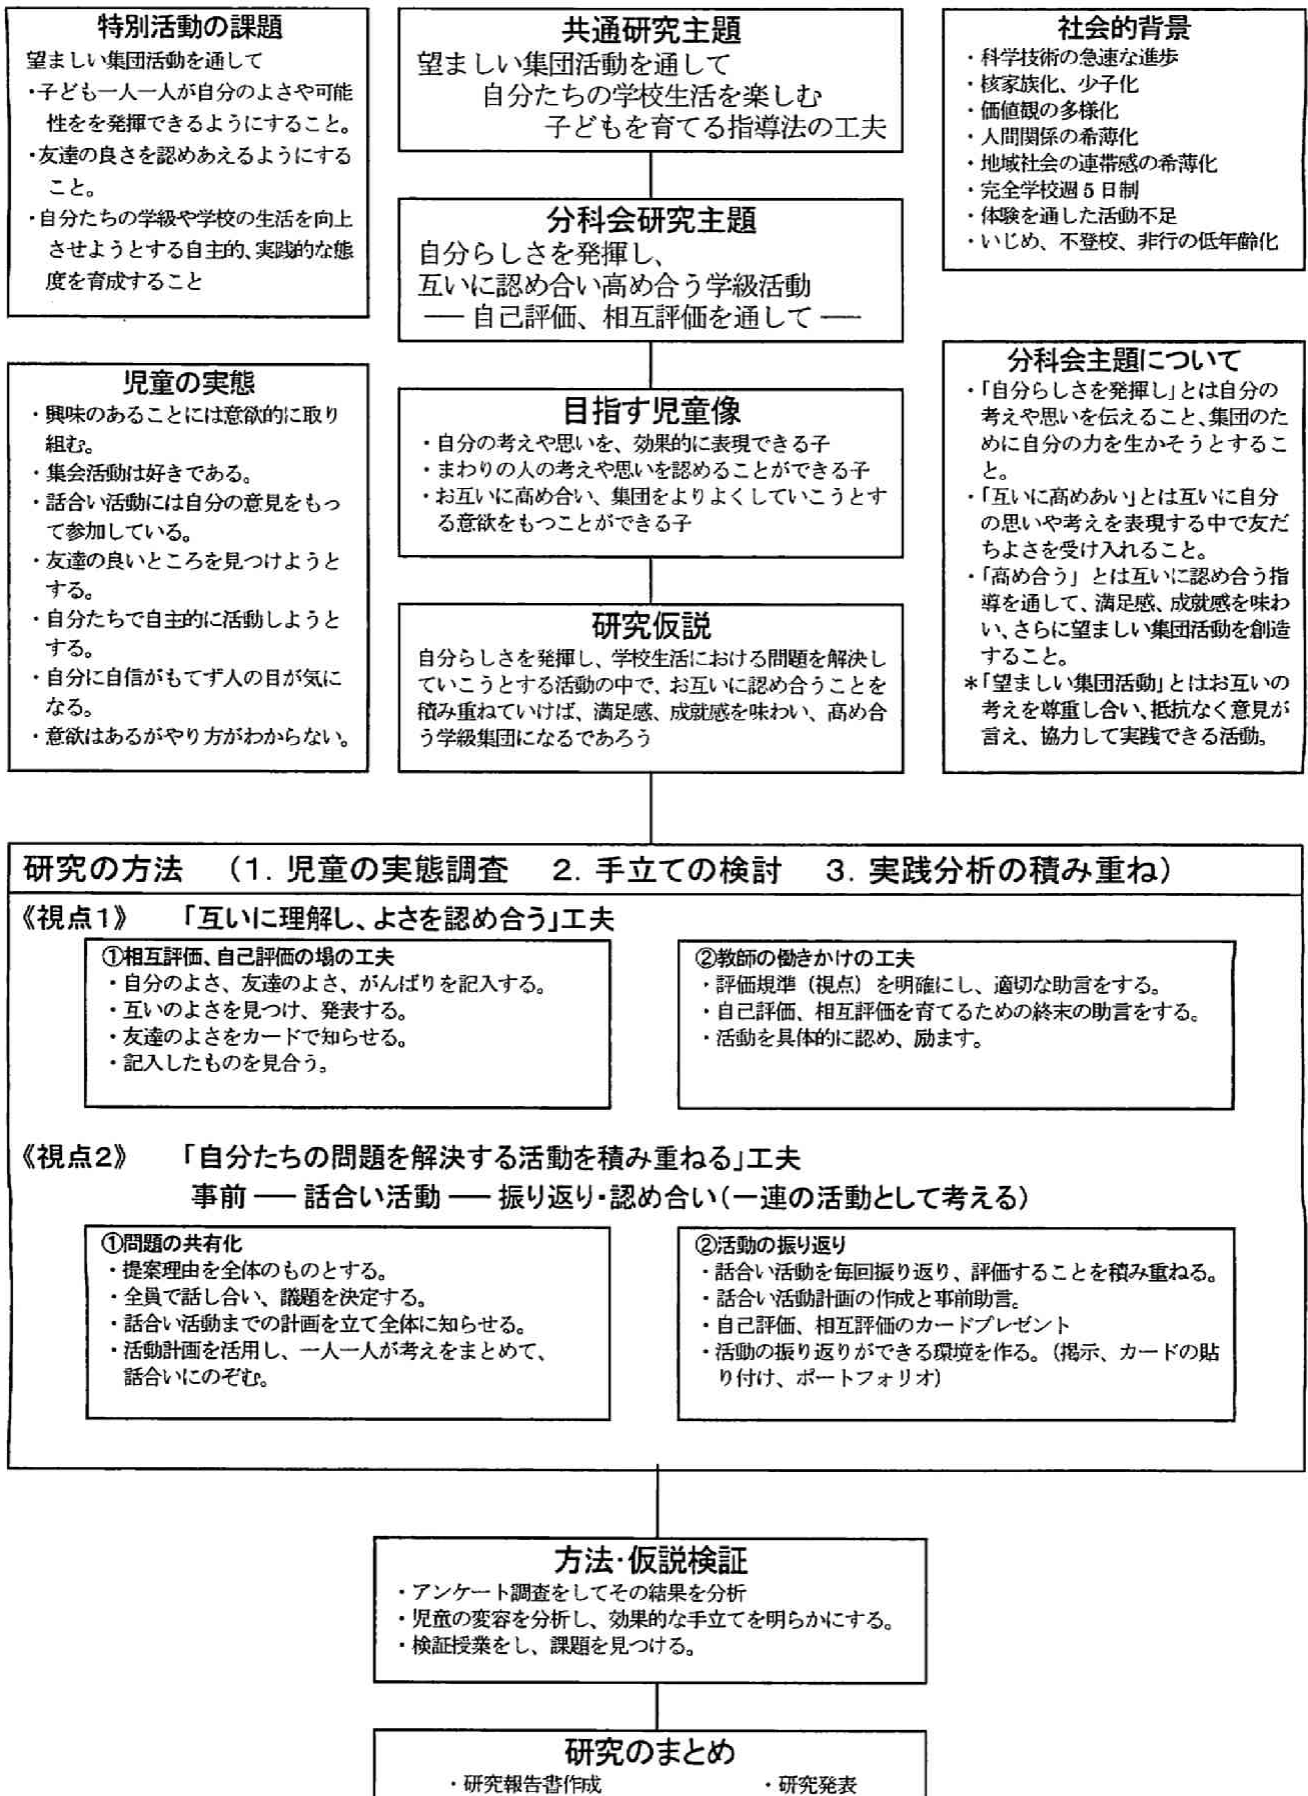 特別活動の課題
望ましい集団活動を通して
・子ども一人一人が自分のよさや可能
性をを発揮できるようにすること。
・友達の良さを認めあえるようにする
こと。
・自分たちの学級や学校の生活を向上
させようとする自主的、実践的な態
度を育成すること
共通研究主題
望ましい集団活動を通して
自分たちの学校生活を楽しむ
子どもを育てる指導法の工夫
社会的背景
・科学技術の急速な進歩
・核家族化、少子化
・価値観の多様化
・人間関係の希薄化
・地域社会の連帯感の希薄化
・完全学校週5日制
・体験を通した活動不足
・いじめ、不登校、非行の低年齢化
分科会研究主題
自分らしさを発揮し、
互いに認め合い高め合う学級活動
── 自己評価、相互評価を通して ──
児童の実態
・興味のあることには意欲的に取り
組む。
・集会活動は好きである。
・話合い活動には自分の意見をもっ
て参加している。
・友達の良いところを見つけようと
する。
・自分たちで自主的に活動しようと
する。
・自分に自信がもてず人の目が気に
なる。
・意欲はあるがやり方がわからない。
目指す児童像
・自分の考えや思いを、効果的に表現できる子
・まわりの人の考えや思いを認めることができる子
・お互いに高め合い、集団をよりよくしていこうとす
る意欲をもつことができる子
分科会主題について
・「自分らしさを発揮し」とは自分の
考えや思いを伝えること、集団のた
めに自分の力を生かそうとするこ
と。
・「互いに高めあい」とは互いに自分
の思いや考えを表現する中で友だ
ちよさを受け入れること。
・「高め合う」とは互いに認め合う指
導を通して、満足感、成就感を味わ
い、さらに望ましい集団活動を創造
すること。
＊「望ましい集団活動」とはお互いの
考えを尊重し合い、抵抗なく意見が
言え、協力して実践できる活動。
研究仮説
自分らしさを発揮し、学校生活における問題を解決し
ていこうとする活動の中で、お互いに認め合うことを
積み重ねていけば、満足感、成就感を味わい、高め合
う学級集団になるであろう
研究の方法 （1．児童の実態調査 2．手立ての検討 3．実践分析の積み重ね）
《視点1》 「互いに理解し、よさを認め合う」工夫
①相互評価、自己評価の場の工夫
・自分のよさ、友達のよさ、がんばりを記入する。
・互いのよさを見つけ、発表する。
・友達のよさをカードで知らせる。
・記入したものを見合う。
②教師の働きかけの工夫
・評価規準（視点）を明確にし、適切な助言をする。
・自己評価、相互評価を育てるための終末の助言をする。
・活動を具体的に認め、励ます。
《視点2》 「自分たちの問題を解決する活動を積み重ねる」工夫
事前 ── 話合い活動 ── 振り返り・認め合い（一連の活動として考える）
①問題の共有化
・提案理由を全体のものとする。
・全員で話し合い、議題を決定する。
・話合い活動までの計画を立て全体に知らせる。
・活動計画を活用し、一人一人が考えをまとめて、
話合いにのぞむ。
②活動の振り返り
・話合い活動を毎回振り返り、評価することを積み重ねる。
・話合い活動計画の作成と事前助言。
・自己評価、相互評価のカードプレゼント
・活動の振り返りができる環境を作る。（掲示、カードの貼
り付け、ポートフォリオ）
方法・仮説検証
・アンケート調査をしてその結果を分析
・児童の変容を分析し、効果的な手立てを明らかにする。
・検証授業をし、課題を見つける。
研究のまとめ
・研究報告書作成 ・研究発表